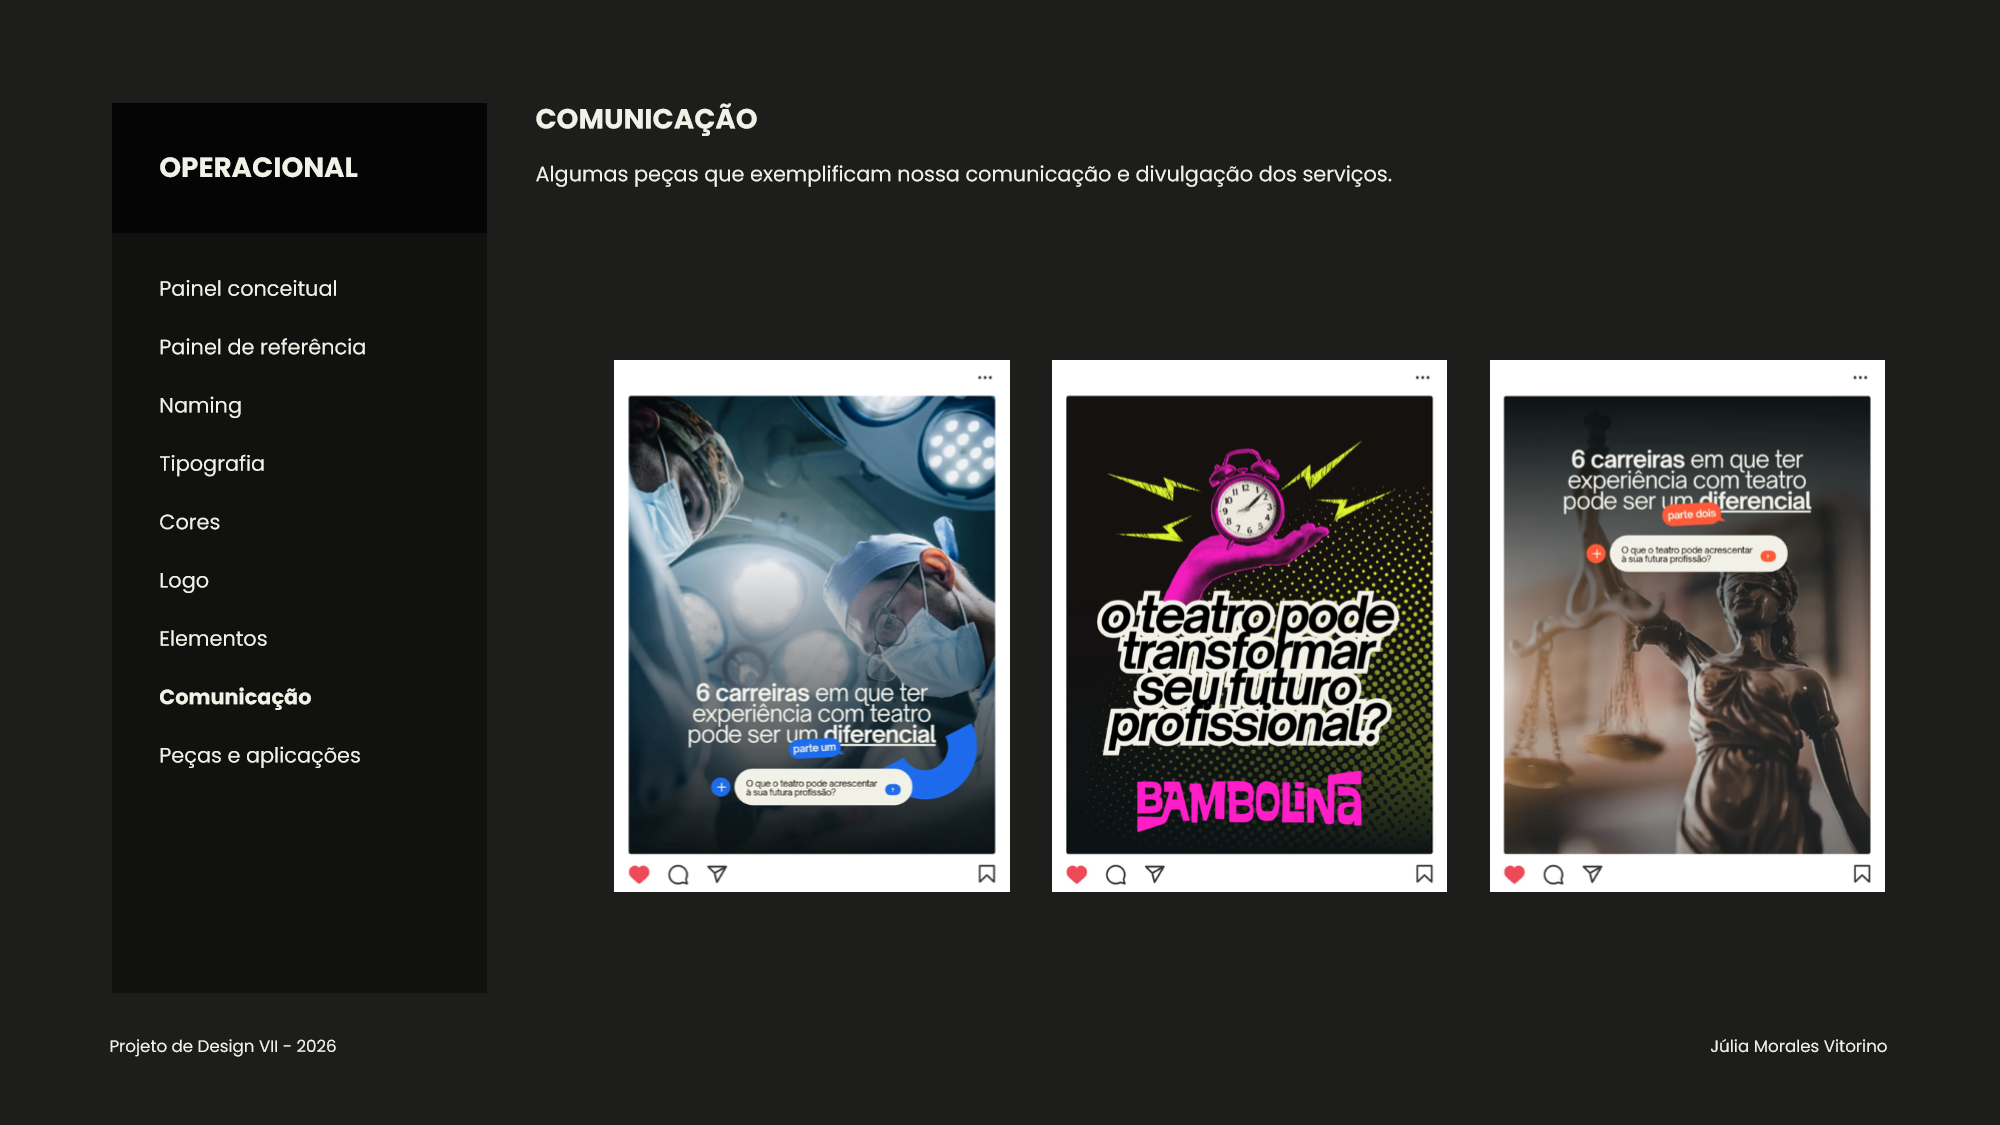 OPERACIONAL
Painel conceitual
Painel de referência
Naming
Tipografia
Cores
Logo
Elementos
Comunicação
Peças e aplicações
COMUNICAÇÃO
Algumas peças que exemplificam nossa comunicação e divulgação dos serviços.
6 carreiras em que ter
experiência com teatro
pode ser um diferencial
parte um
O que o teatro pode acrescentar
à sua futura profissão?
o teatro pode
transformar
seu futuro
profissional?
BAMBOLINA
6 carreiras em que ter
experiência com teatro
pode ser um diferencial
parte dois
O que o teatro pode acrescentar
à sua futura profissão?
Projeto de Design VII - 2026
Júlia Morales Vitorino